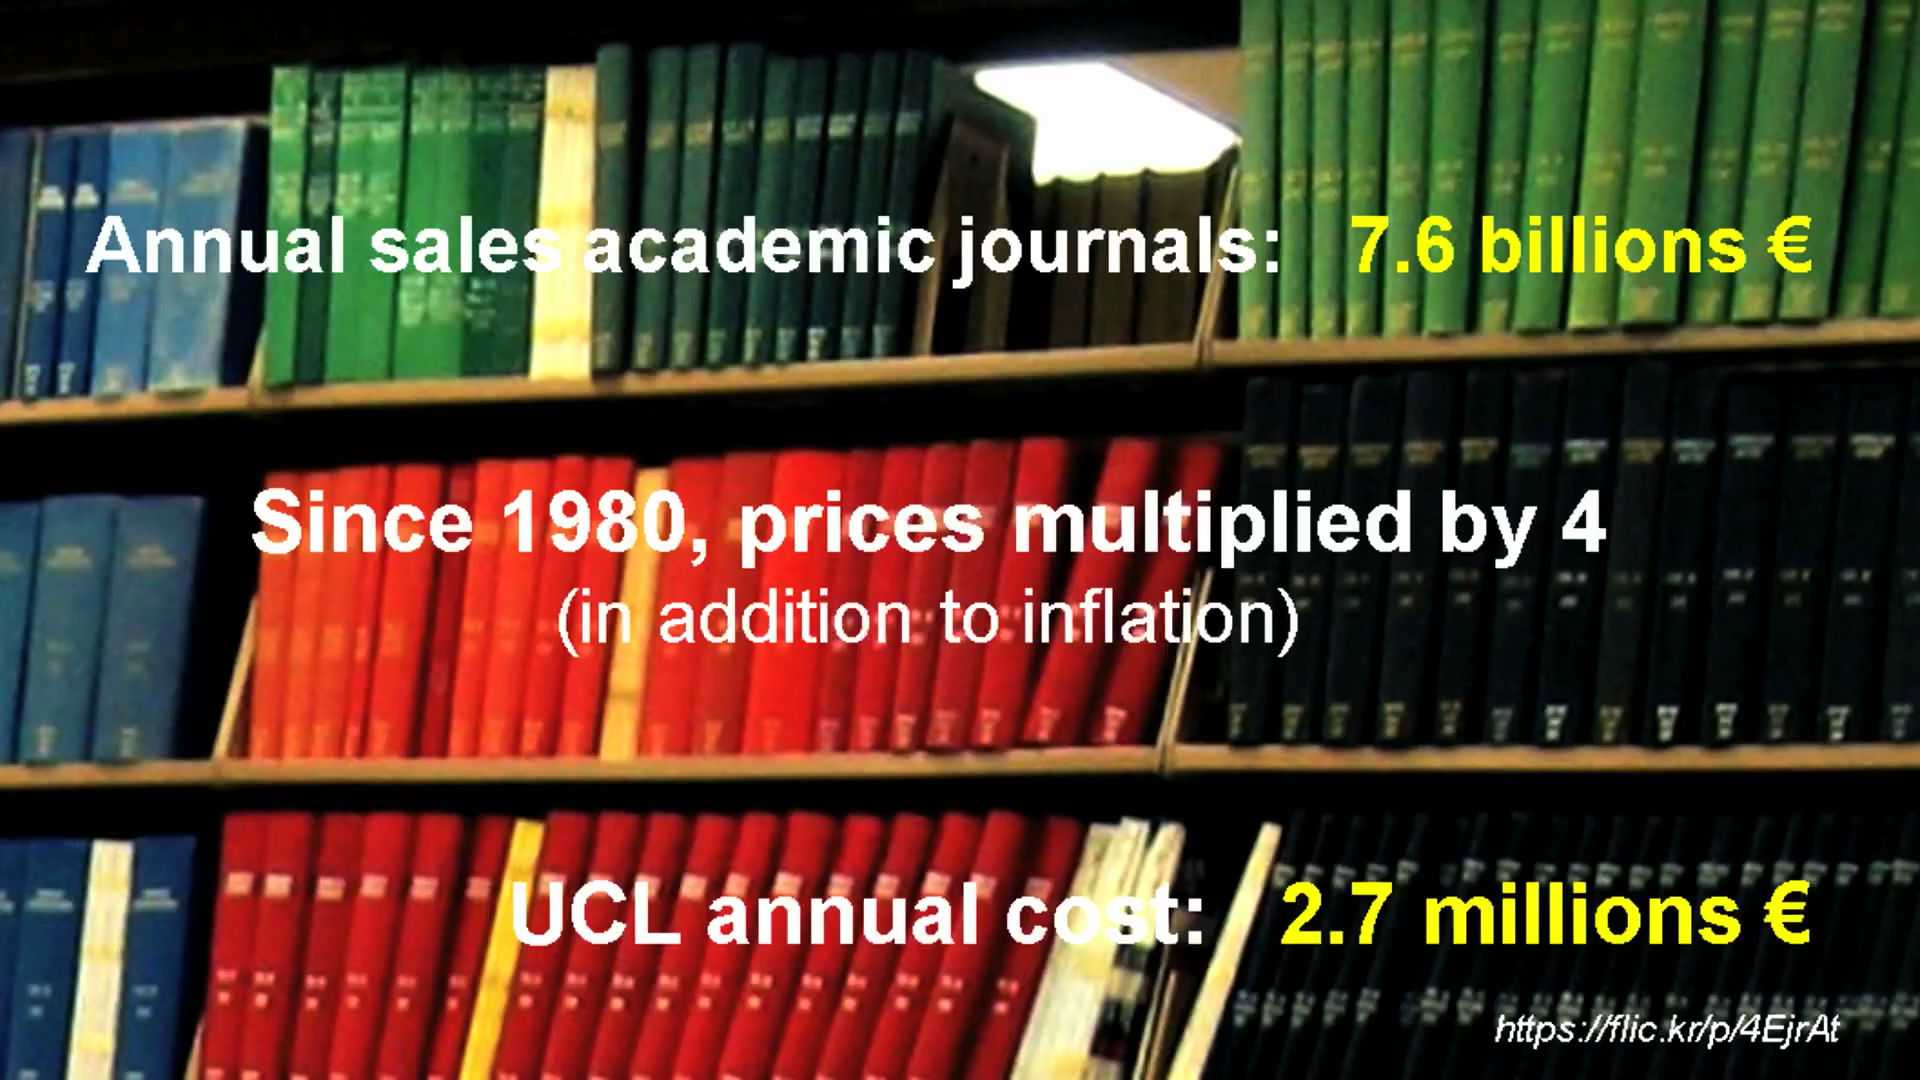 Annual sales academic journals: 7.6 billions €
Since 1980, prices multiplied by 4
(in addition to inflation)
UCL annual cost: 2.7 millions €
https://flic.kr/p/4EjrAt